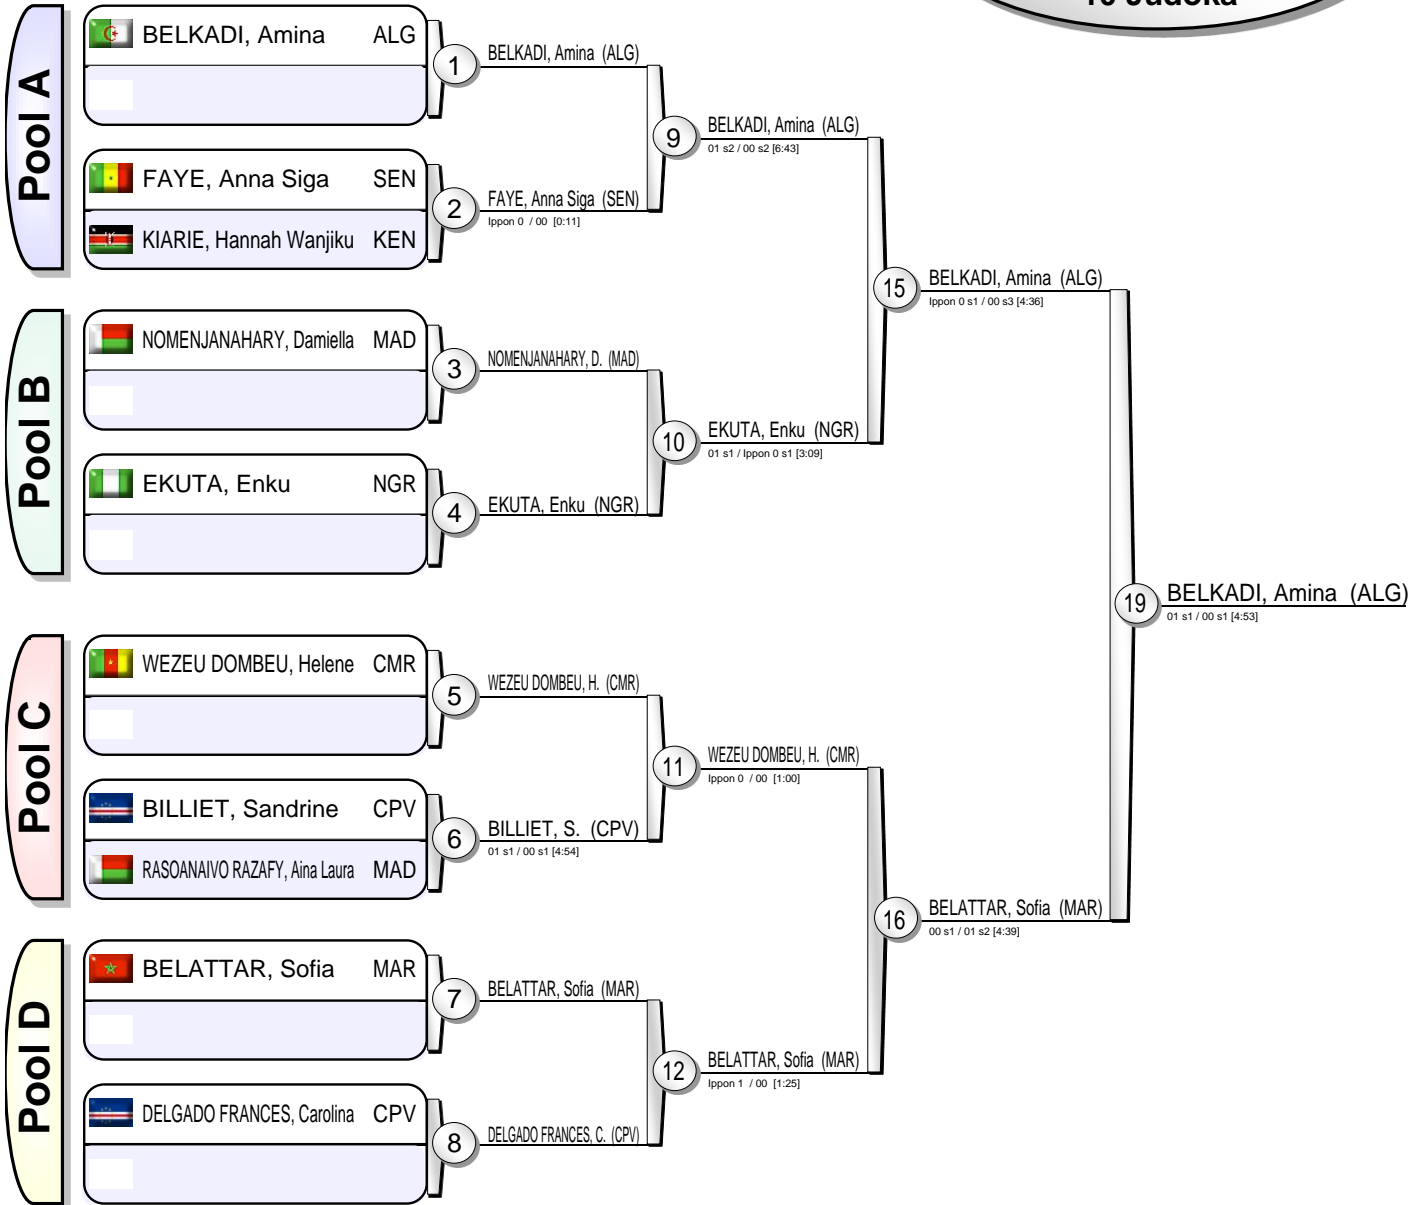 10 Judoka
Pool A
BELKADI, Amina ALG
FAYE, Anna Siga SEN
KIARIE, Hannah Wanjiku KEN
1
BELKADI, Amina (ALG)
2
FAYE, Anna Siga (SEN)
Ippon 0 / 00 [0:11]
9
BELKADI, Amina (ALG)
01 s2 / 00 s2 [6:43]
Pool B
NOMENJANAHARY, Damiella MAD
EKUTA, Enku NGR
3
NOMENJANAHARY, D. (MAD)
4
EKUTA, Enku (NGR)
10
EKUTA, Enku (NGR)
01 s1 / Ippon 0 s1 [3:09]
15
BELKADI, Amina (ALG)
Ippon 0 s1 / 00 s3 [4:36]
Pool C
WEZEU DOMBEU, Helene CMR
BILLIET, Sandrine CPV
RASOANAIVO RAZAFY, Aina Laura MAD
5
WEZEU DOMBEU, H. (CMR)
6
BILLIET, S. (CPV)
01 s1 / 00 s1 [4:54]
11
WEZEU DOMBEU, H. (CMR)
Ippon 0 / 00 [1:00]
Pool D
BELATTAR, Sofia MAR
DELGADO FRANCES, Carolina CPV
7
BELATTAR, Sofia (MAR)
8
DELGADO FRANCES, C. (CPV)
12
BELATTAR, Sofia (MAR)
Ippon 1 / 00 [1:25]
16
BELATTAR, Sofia (MAR)
00 s1 / 01 s2 [4:39]
19
BELKADI, Amina (ALG)
01 s1 / 00 s1 [4:53]